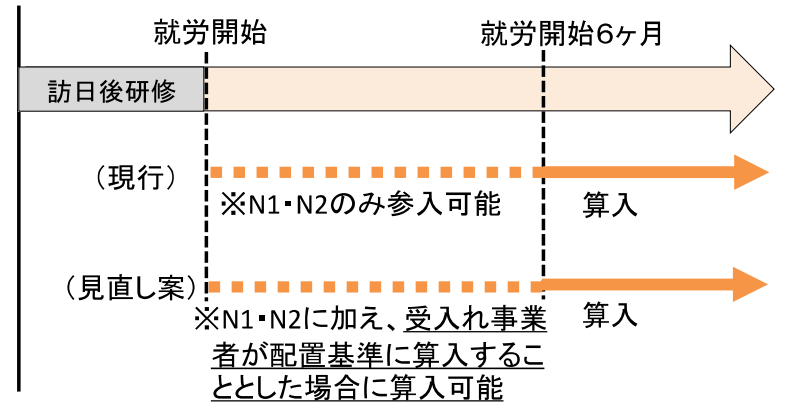 就労開始
就労開始6ヶ月
訪日後研修
（現行）
※N1・N2のみ参入可能
算入
（見直し案）
※N1・N2に加え、受入れ事業
者が配置基準に算入するこ
ととした場合に算入可能
算入